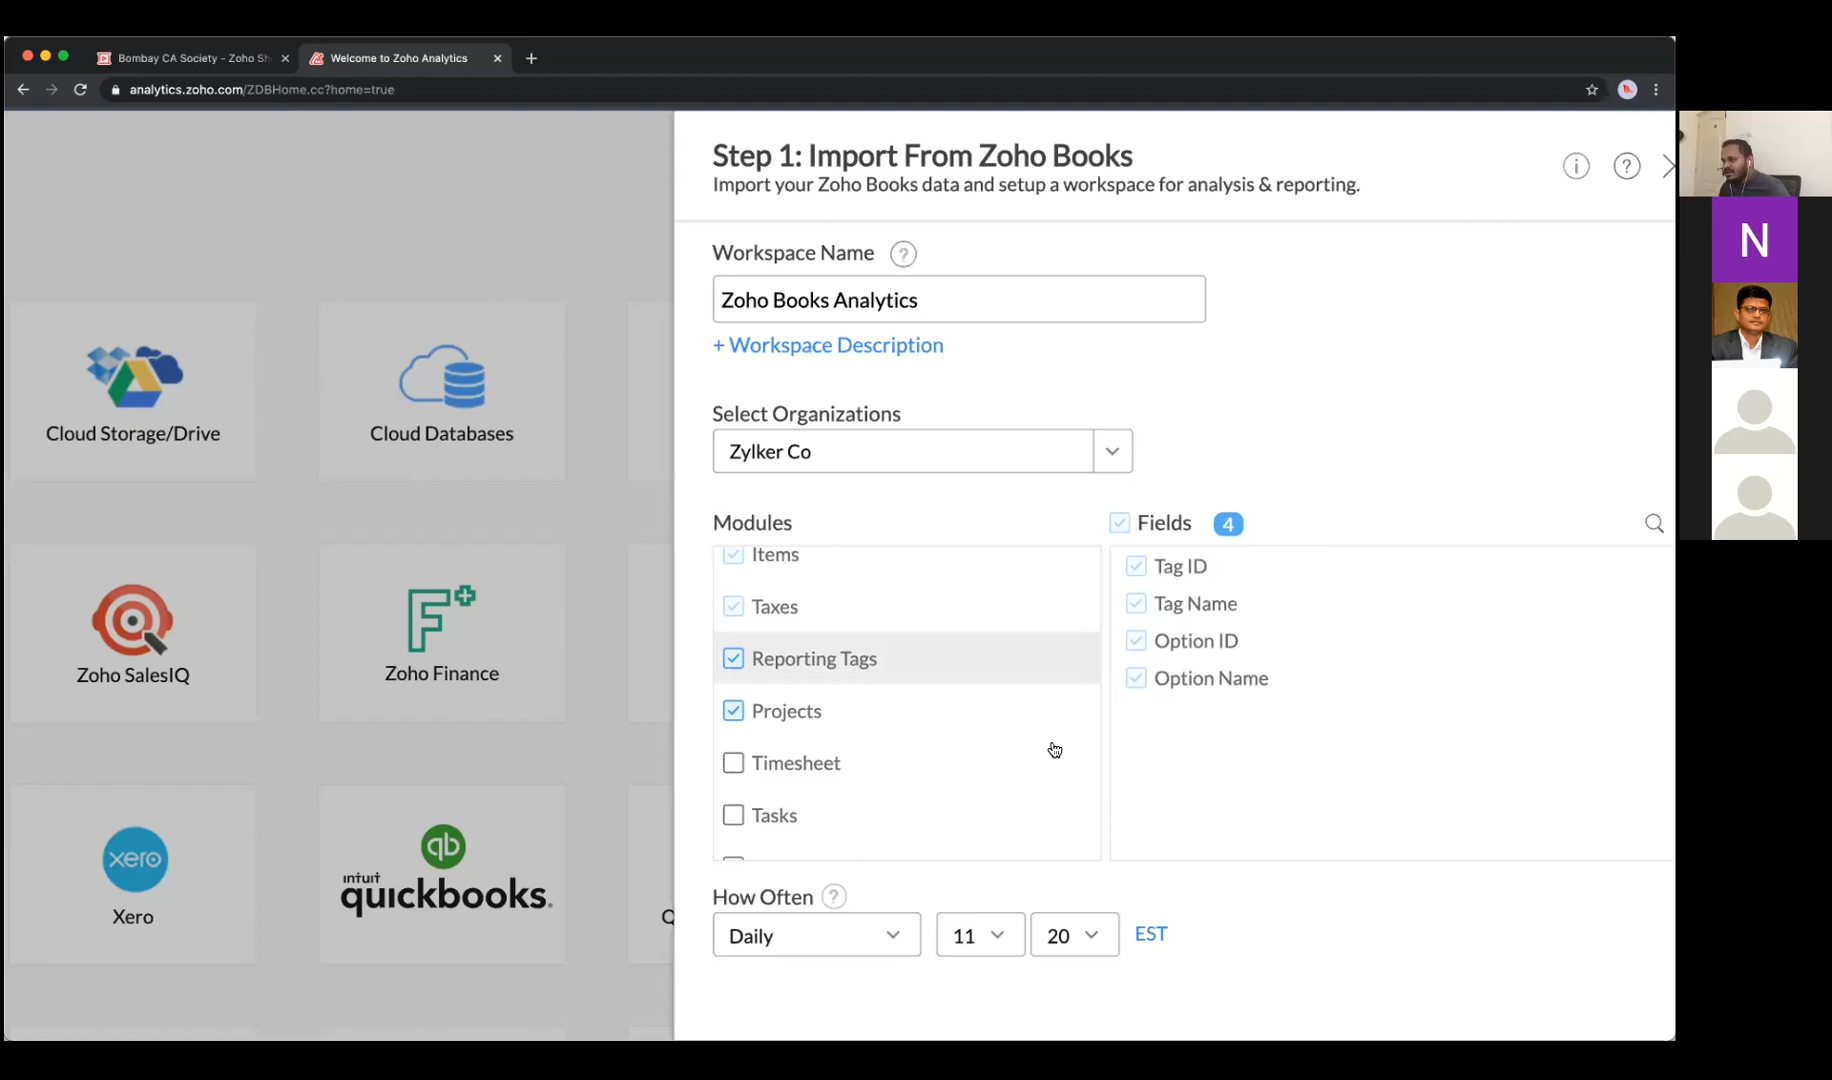 Bombay CA Society - Zoho Sh
Welcome to Zoho Analytics
analytics.zoho.com/ZDBHome.cc?home=true
Step 1: Import From Zoho Books
Import your Zoho Books data and setup a workspace for analysis & reporting.
Workspace Name ?
Zoho Books Analytics
+ Workspace Description
Select Organizations
Zylker Co
Modules
Items
Taxes
Reporting Tags
Projects
Timesheet
Tasks
Fields 4
Tag ID
Tag Name
Option ID
Option Name
How Often ?
Daily
11
20
EST
Cloud Storage/Drive
Cloud Databases
Zoho SalesIQ
F+
Zoho Finance
xero
Xero
qb
intuit
quickbooks.
Q
i
?
N